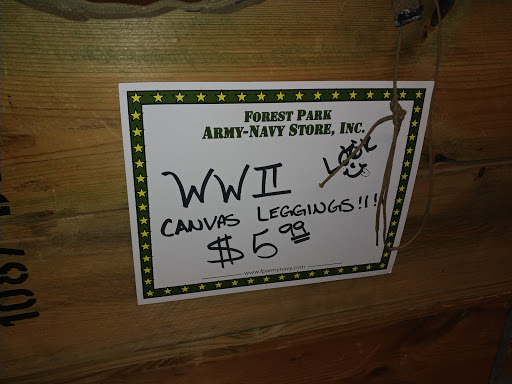 FOREST PARK
ARMY-NAVY STORE, INC.
LOOK
WW II
CANVAS LEGGINGS!!!
$5.99
www.fparmynavy.com